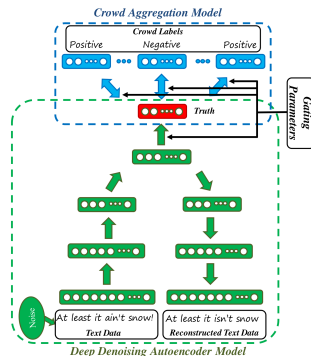 Crowd Aggregation Model
Crowd Labels
Positive Negative Positive
Truth
Gating
Parameters
Noise
At least it ain't snow!
Text Data
At least it isn't snow
Reconstructed Text Data
Deep Denoising Autoencoder Model